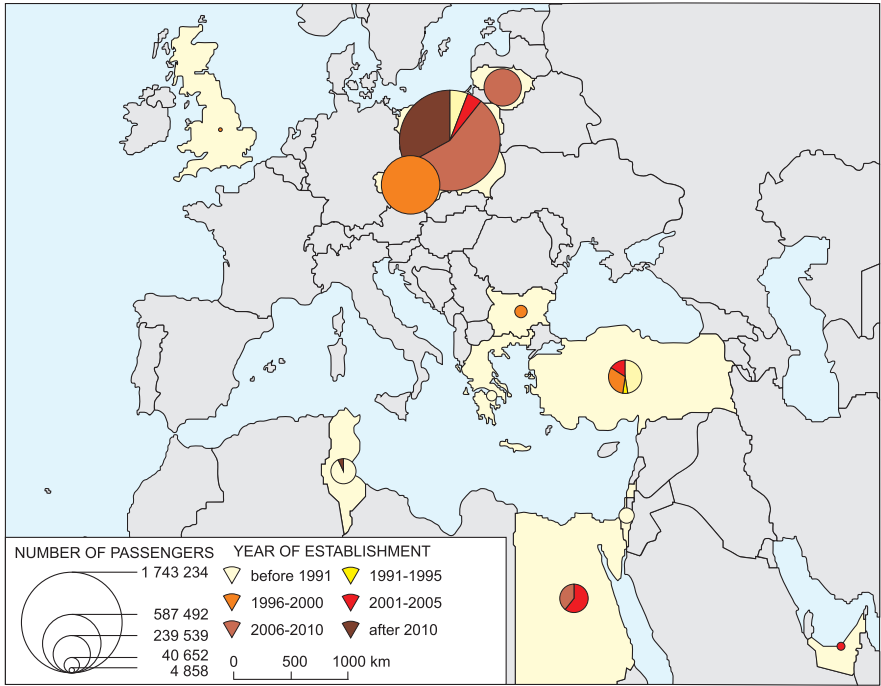 NUMBER OF PASSENGERS
1 743 234
587 492
239 539
40 652
4 858
YEAR OF ESTABLISHMENT
before 1991
1991-1995
1996-2000
2001-2005
2006-2010
after 2010
0 500 1000 km